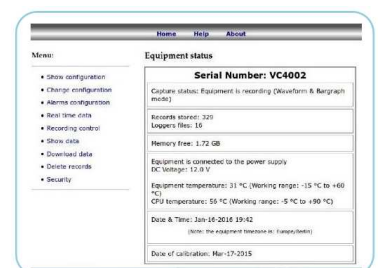 Home Help About
Menu:
• Show configuration
• Change configuration
• Alarms configuration
• Real time data
• Recording control
• Show data
• Download data
• Delete records
• Security
Equipment status
Serial Number: VC4002
Capture status: Equipment is recording (Waveform & Bargraph
mode)
Records stored: 329
Loggers files: 16
Memory free: 1.72 GB
Equipment is connected to the power supply
DC Voltage: 12.0 V
Equipment temperature: 31 °C (Working range: -15 °C to +60
°C)
CPU temperature: 56 °C (Working range: -5 °C to +90 °C)
Date & Time: Jan-16-2016 19:42
(Note: the equipment timezone is: Europe/Berlin)
Date of calibration: Mar-17-2015